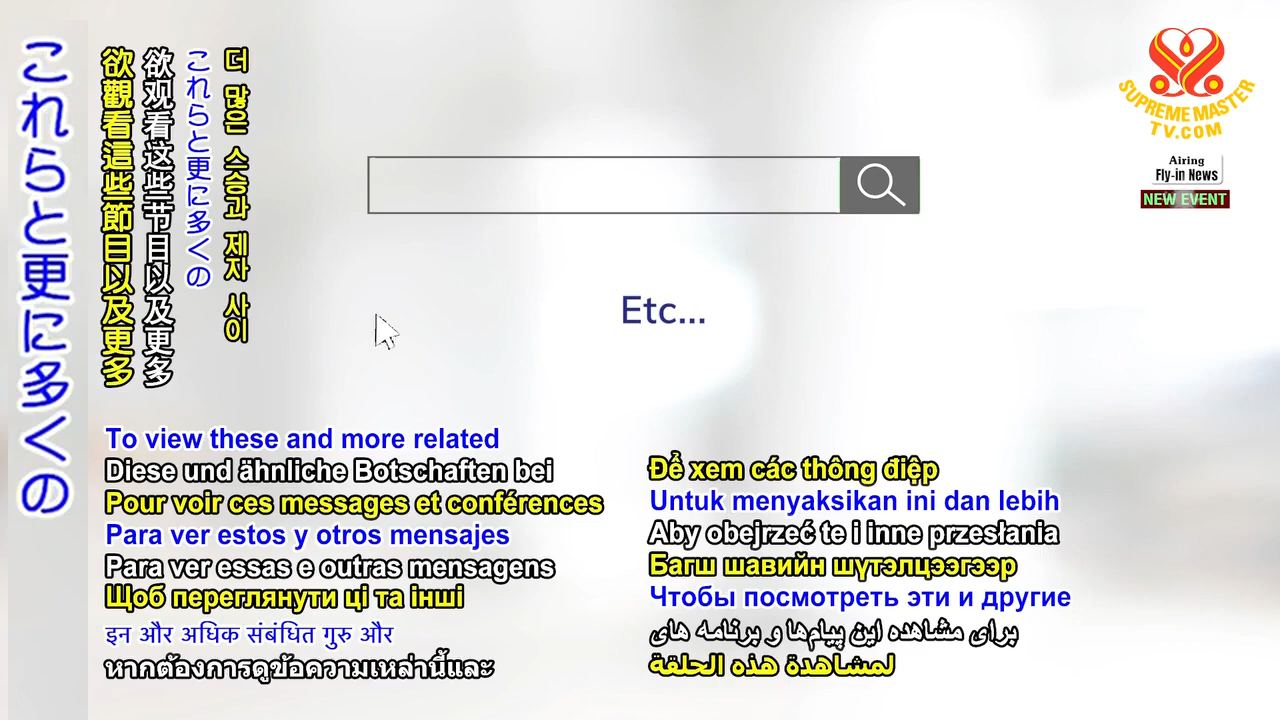 これらと更に多くの
欲觀看這些節目以及更多
欲观看这些节目以及更多
これらと更に多くの
더 많은 스승과 제자 사이
SUPREME MASTER
TV.COM
Airing
Fly-in News
NEW EVENT
Etc...
To view these and more related
Diese und ähnliche Botschaften bei
Pour voir ces messages et conférences
Para ver estos y otros mensajes
Para ver essas e outras mensagens
Щоб переглянути ці та інші
इन और अधिक संबंधित गुरु और
หากต้องการดูข้อความเหล่านี้และ
Để xem các thông điệp
Untuk menyaksikan ini dan lebih
Aby obejrzeć te i inne przesłania
Багш шавийн шүтэлцээгээр
Чтобы посмотреть эти и другие
برای مشاهده این پیام‌ها و برنامه های
لمشاهدة هذه الحلقة